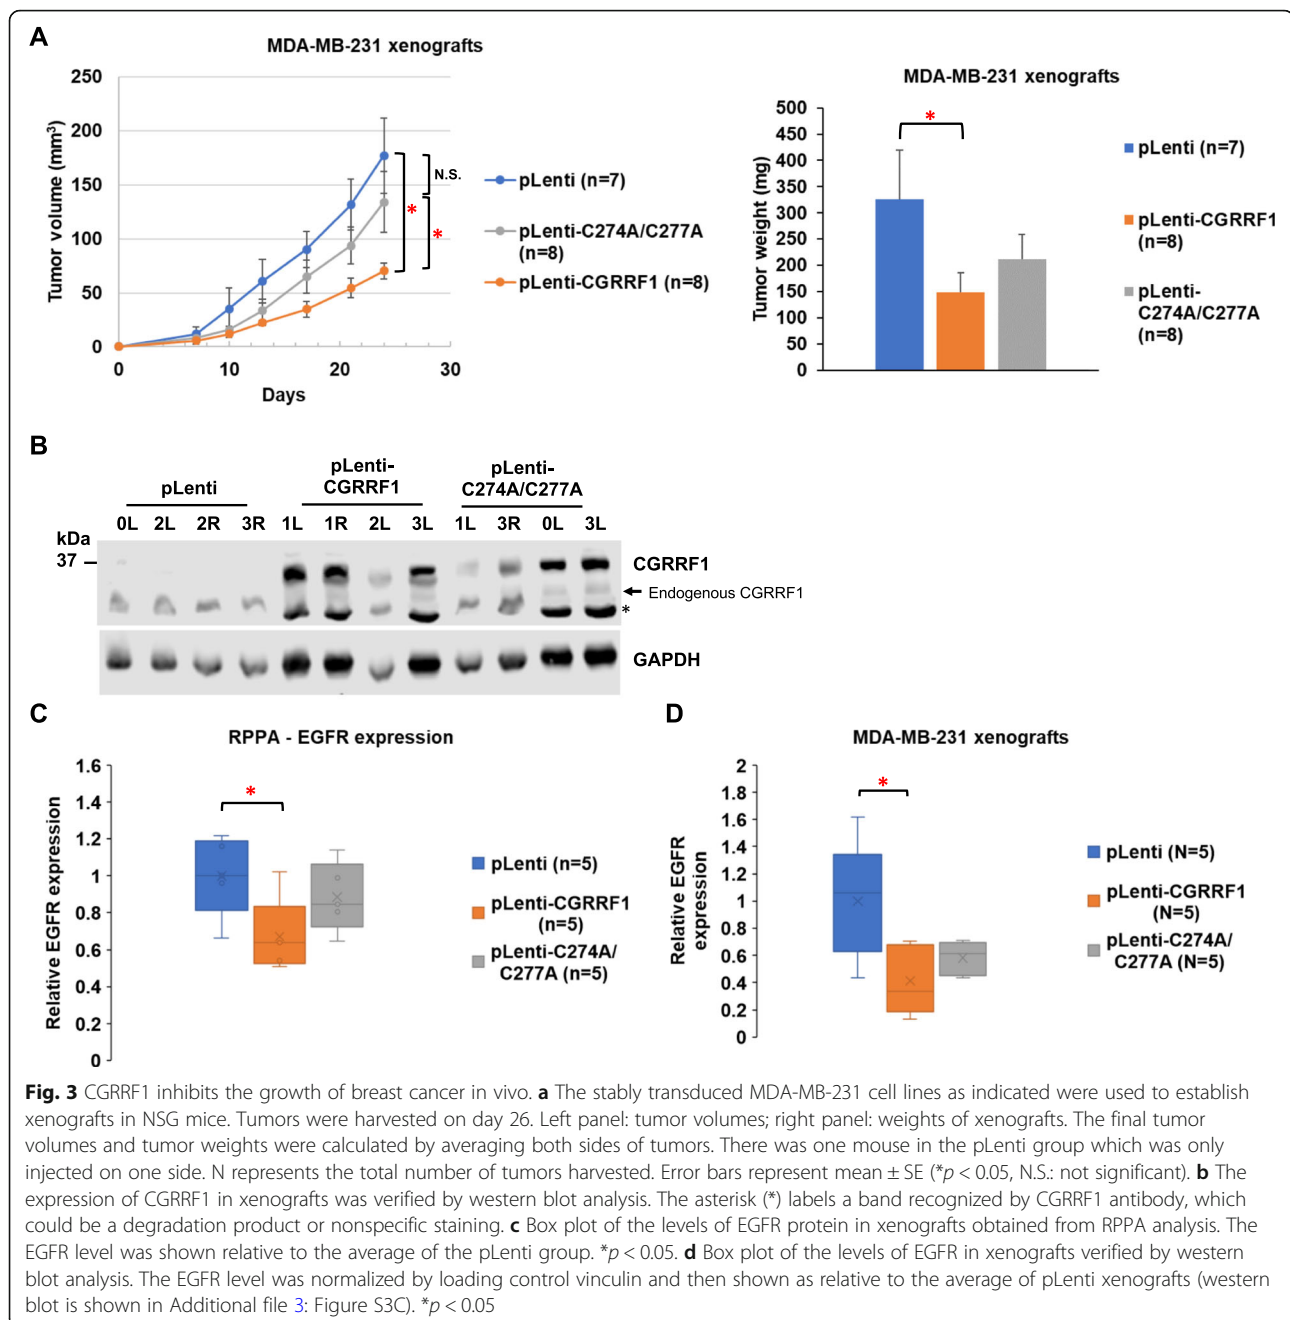 A
MDA-MB-231 xenografts
250
200
150
100
50
0
Tumor volume (mm³)
0
10
20
30
Days
N.S.
*
*
pLenti (n=7)
pLenti-C274A/C277A
(n=8)
pLenti-CGRRF1 (n=8)
MDA-MB-231 xenografts
500
450
400
350
300
250
200
150
100
50
0
Tumor weight (mg)
*
pLenti (n=7)
pLenti-CGRRF1
(n=8)
pLenti-
C274A/C277A
(n=8)
B
pLenti
pLenti-
CGRRF1
pLenti-
C274A/C277A
0L 2L 2R 3R 1L 1R 2L 3L 1L 3R 0L 3L
kDa
37
CGRRF1
Endogenous CGRRF1
*
GAPDH
C
RPPA - EGFR expression
1.6
1.4
1.2
1
0.8
0.6
0.4
0.2
0
Relative EGFR expression
*
pLenti (n=5)
pLenti-CGRRF1
(n=5)
pLenti-C274A/
C277A (n=5)
D
MDA-MB-231 xenografts
2
1.8
1.6
1.4
1.2
1
0.8
0.6
0.4
0.2
0
Relative EGFR
expression
*
pLenti (N=5)
pLenti-CGRRF1
(N=5)
pLenti-C274A/
C277A (N=5)
Fig. 3 CGRRF1 inhibits the growth of breast cancer in vivo. a The stably transduced MDA-MB-231 cell lines as indicated were used to establish
xenografts in NSG mice. Tumors were harvested on day 26. Left panel: tumor volumes; right panel: weights of xenografts. The final tumor
volumes and tumor weights were calculated by averaging both sides of tumors. There was one mouse in the pLenti group which was only
injected on one side. N represents the total number of tumors harvested. Error bars represent mean ± SE (*p < 0.05, N.S.: not significant). b The
expression of CGRRF1 in xenografts was verified by western blot analysis. The asterisk (*) labels a band recognized by CGRRF1 antibody, which
could be a degradation product or nonspecific staining. c Box plot of the levels of EGFR protein in xenografts obtained from RPPA analysis. The
EGFR level was shown relative to the average of the pLenti group. *p < 0.05. d Box plot of the levels of EGFR in xenografts verified by western
blot analysis. The EGFR level was normalized by loading control vinculin and then shown as relative to the average of pLenti xenografts (western
blot is shown in Additional file 3: Figure S3C). *p < 0.05